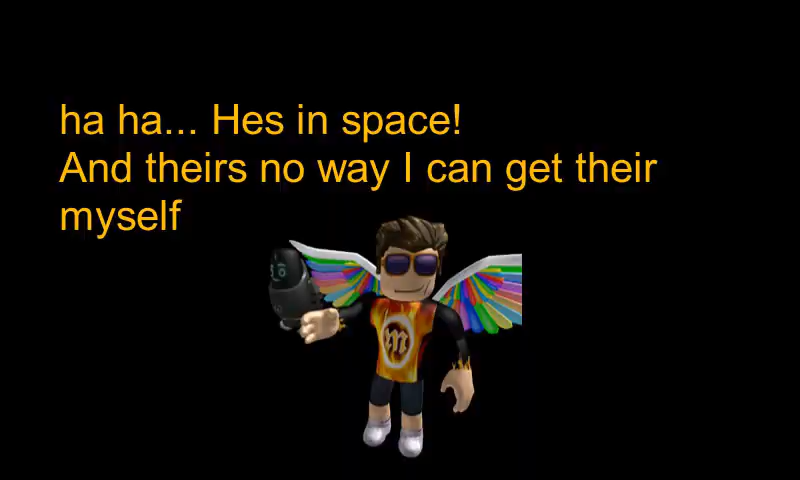 ha ha... Hes in space!
And theirs no way I can get their
myself
m